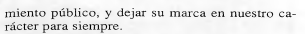 miento público, y dejar su marca en nuestro ca-
rácter para siempre.